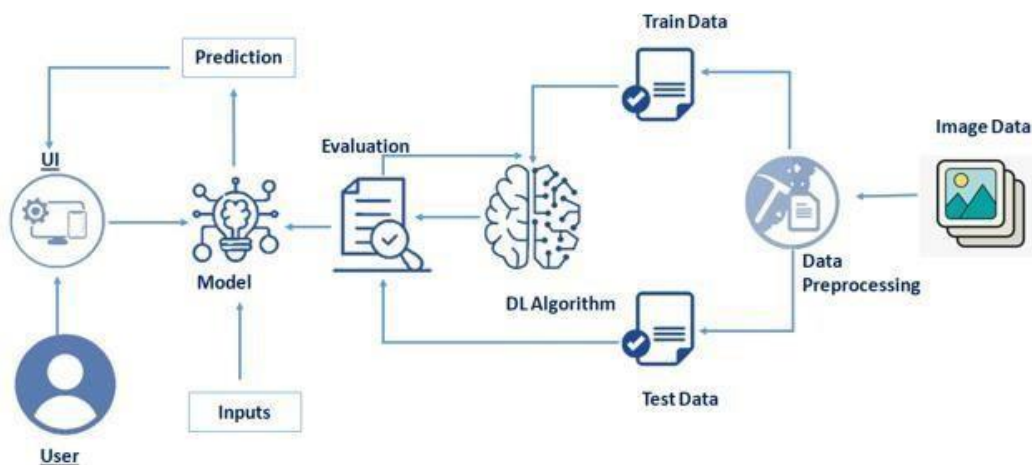 Train Data
Prediction
Image Data
Evaluation
UI
Model
Data
Preprocessing
DL Algorithm
Inputs
Test Data
User